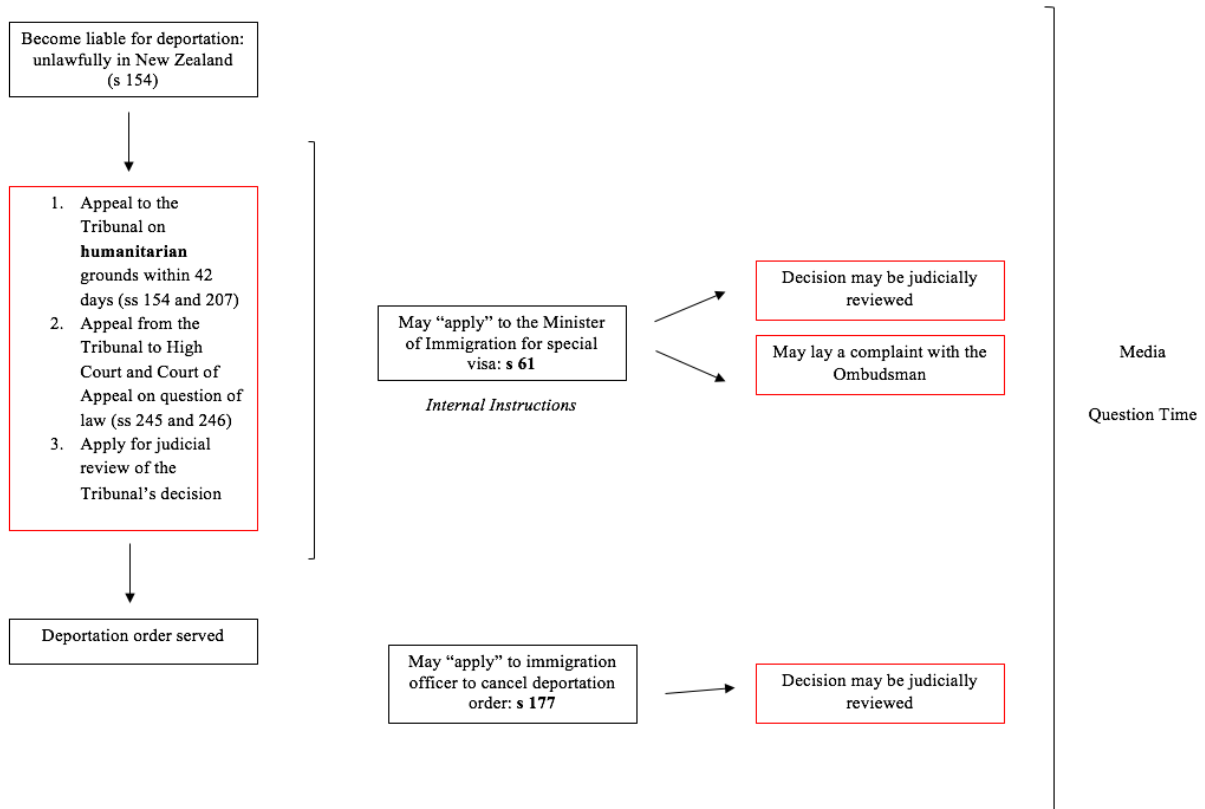 Become liable for deportation:
unlawfully in New Zealand
(s 154)
1. Appeal to the
Tribunal on
humanitarian
grounds within 42
days (ss 154 and 207)
2. Appeal from the
Tribunal to High
Court and Court of
Appeal on question of
law (ss 245 and 246)
3. Apply for judicial
review of the
Tribunal’s decision
Deportation order served
May “apply” to the Minister
of Immigration for special
visa: s 61
Internal Instructions
Decision may be judicially
reviewed
May lay a complaint with the
Ombudsman
May “apply” to immigration
officer to cancel deportation
order: s 177
Decision may be judicially
reviewed
Media
Question Time